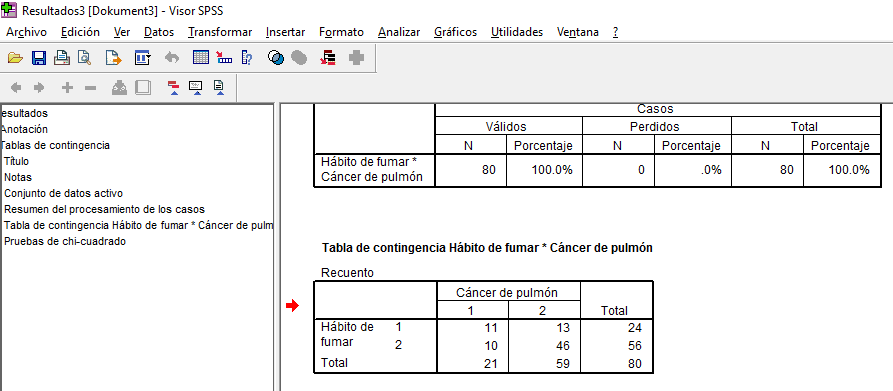 Resultados3 [Dokument3] - Visor SPSS
Archivo Edición Ver Datos Transformar Insertar Formato Analizar Gráficos Utilidades Ventana ?
esultados
Anotación
Tablas de contingencia
Título
Notas
Conjunto de datos activo
Resumen del procesamiento de los casos
Tabla de contingencia Hábito de fumar * Cáncer de pulm
Pruebas de chi-cuadrado
Casos
Válidos Perdidos Total
N Porcentaje N Porcentaje N Porcentaje
Hábito de fumar *
Cáncer de pulmón 80 100.0% 0 .0% 80 100.0%
Tabla de contingencia Hábito de fumar * Cáncer de pulmón
Recuento
Cáncer de pulmón
1 2 Total
Hábito de 1 11 13 24
fumar 2 10 46 56
Total 21 59 80